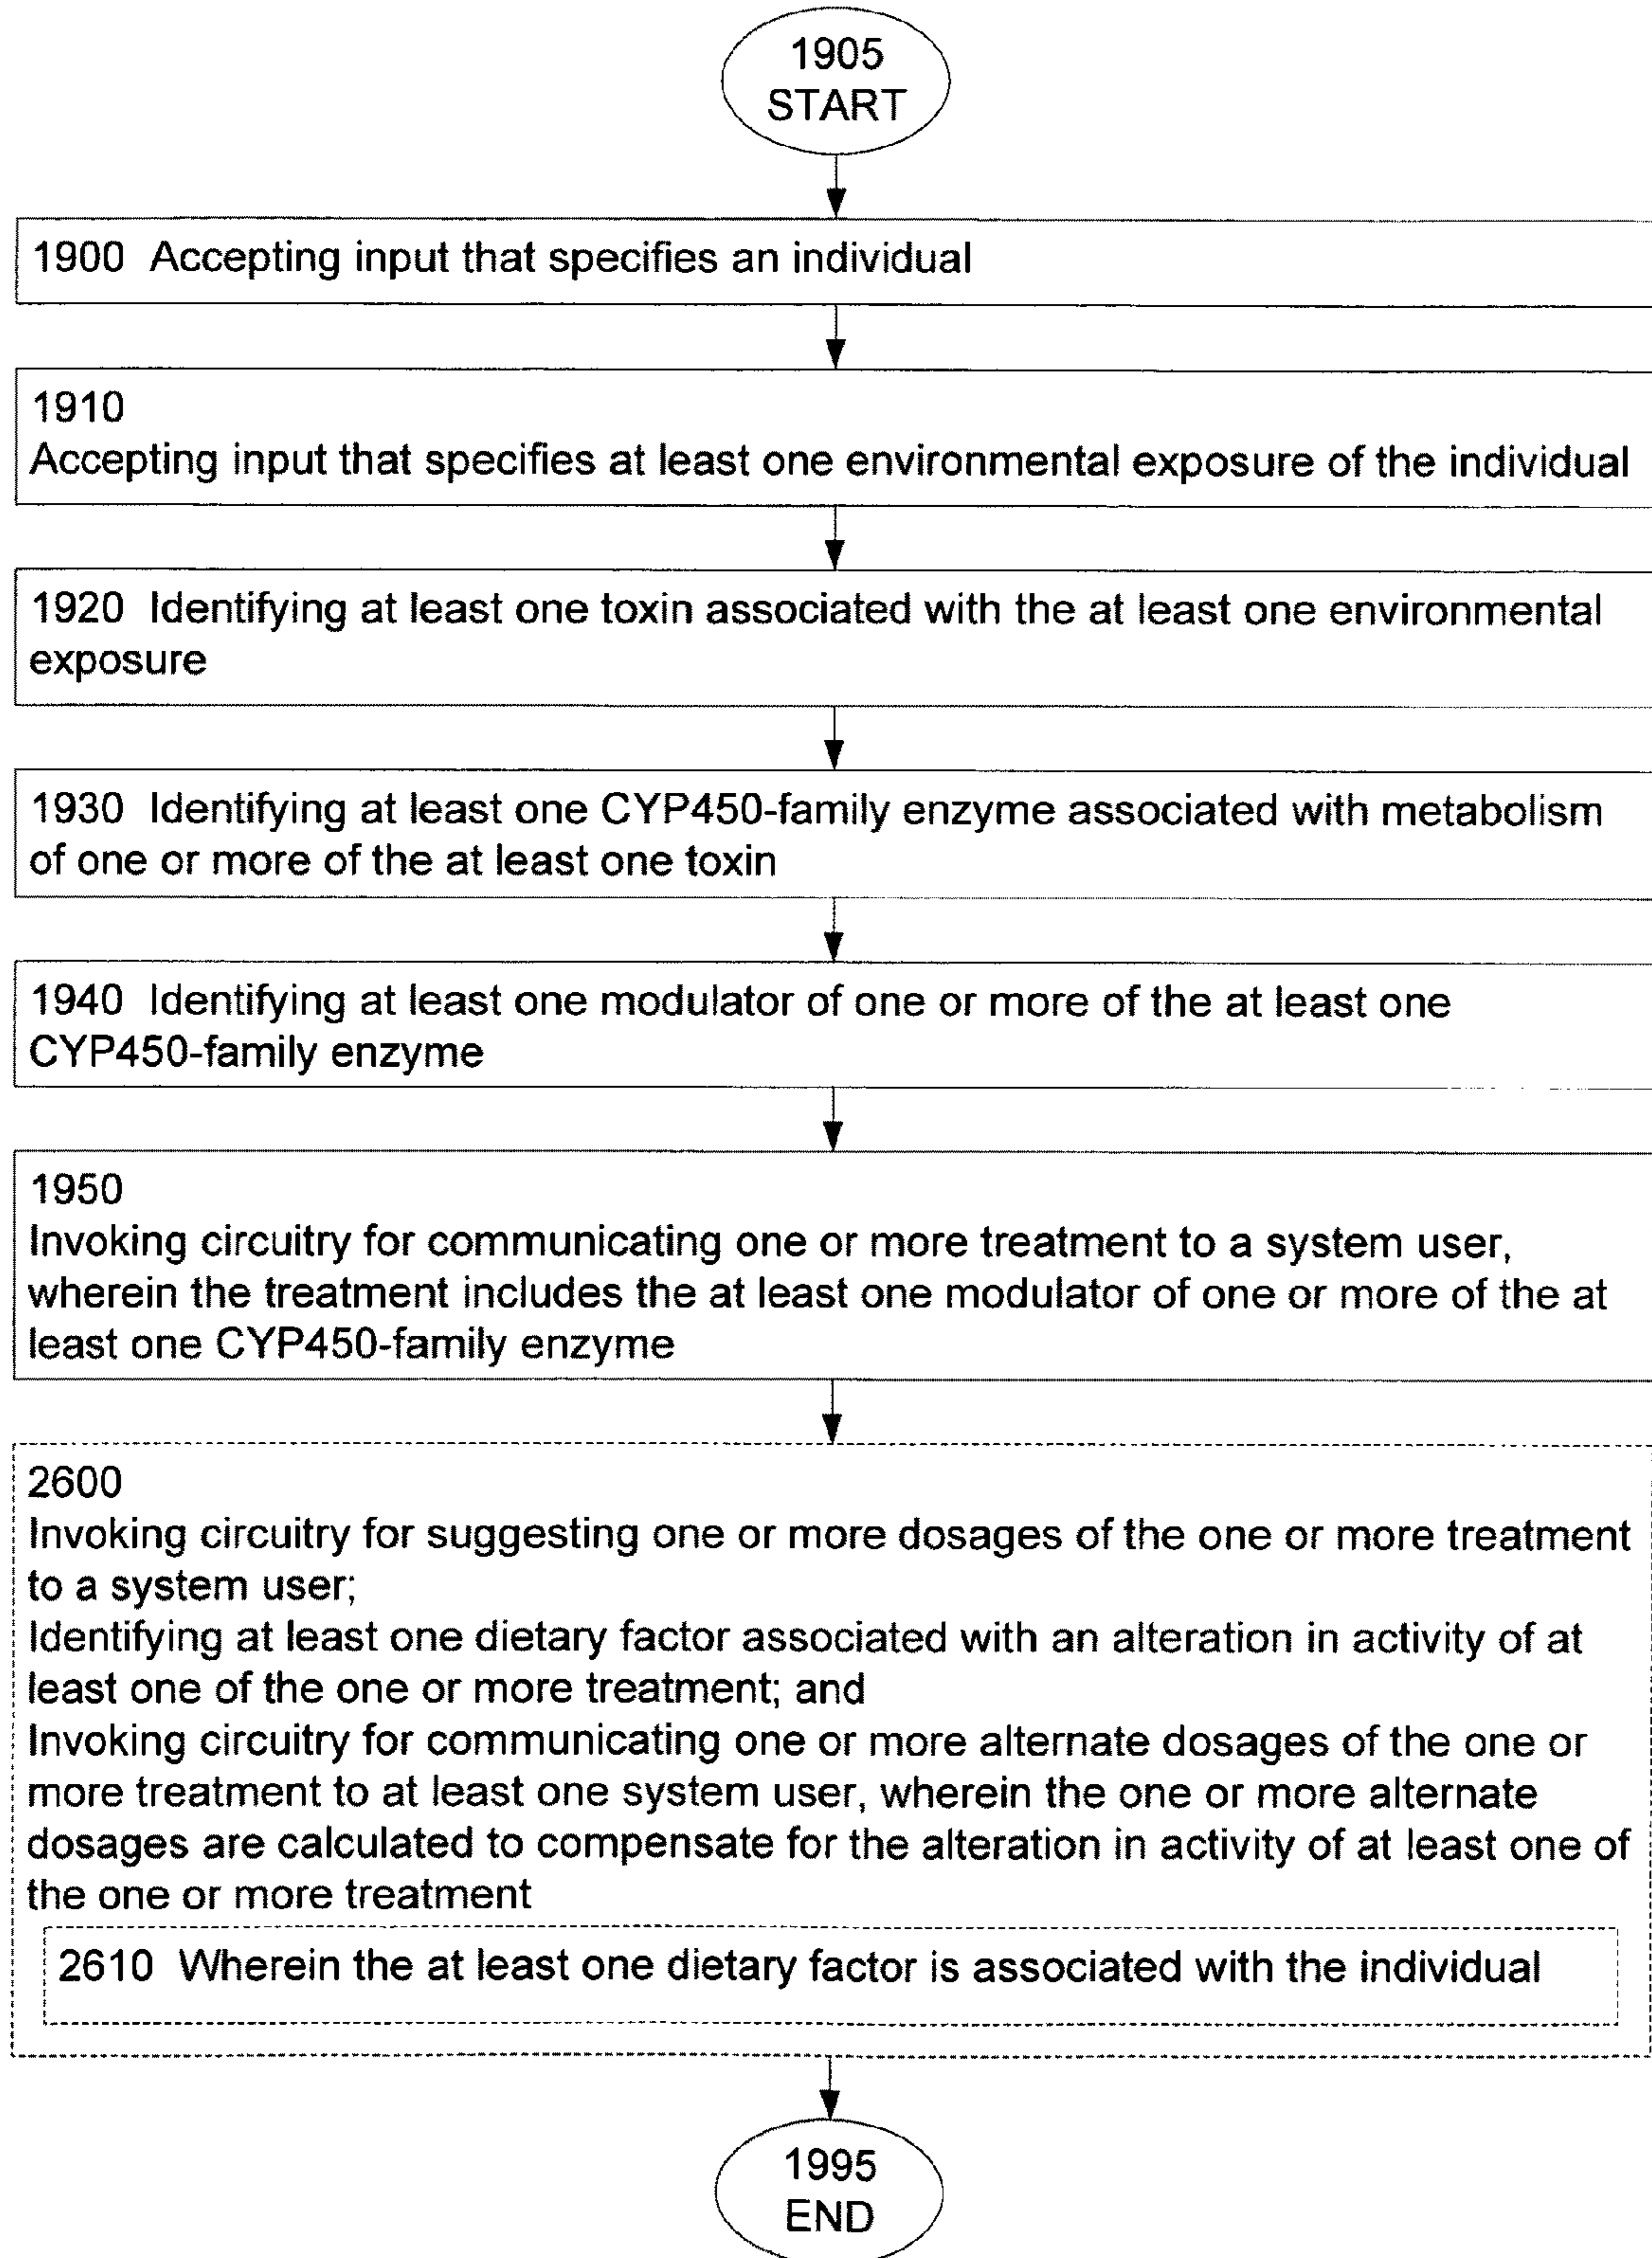 1905
START
1900 Accepting input that specifies an individual
1910
Accepting input that specifies at least one environmental exposure of the individual
1920 Identifying at least one toxin associated with the at least one environmental
exposure
1930 Identifying at least one CYP450-family enzyme associated with metabolism
of one or more of the at least one toxin
1940 Identifying at least one modulator of one or more of the at least one
CYP450-family enzyme
1950
Invoking circuitry for communicating one or more treatment to a system user,
wherein the treatment includes the at least one modulator of one or more of the at
least one CYP450-family enzyme
2600
Invoking circuitry for suggesting one or more dosages of the one or more treatment
to a system user;
Identifying at least one dietary factor associated with an alteration in activity of at
least one of the one or more treatment; and
Invoking circuitry for communicating one or more alternate dosages of the one or
more treatment to at least one system user, wherein the one or more alternate
dosages are calculated to compensate for the alteration in activity of at least one of
the one or more treatment
2610 Wherein the at least one dietary factor is associated with the individual
1995
END